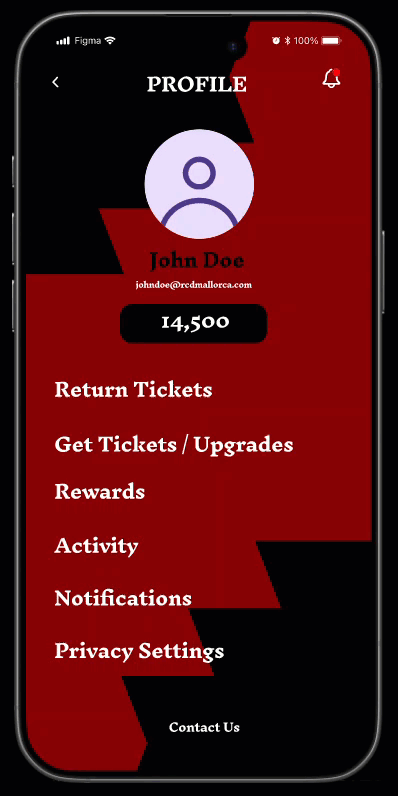 Figma 100%
PROFILE
John Doe
johndoe@rcdmallorca.com
14,500
Return Tickets
Get Tickets / Upgrades
Rewards
Activity
Notifications
Privacy Settings
Contact Us